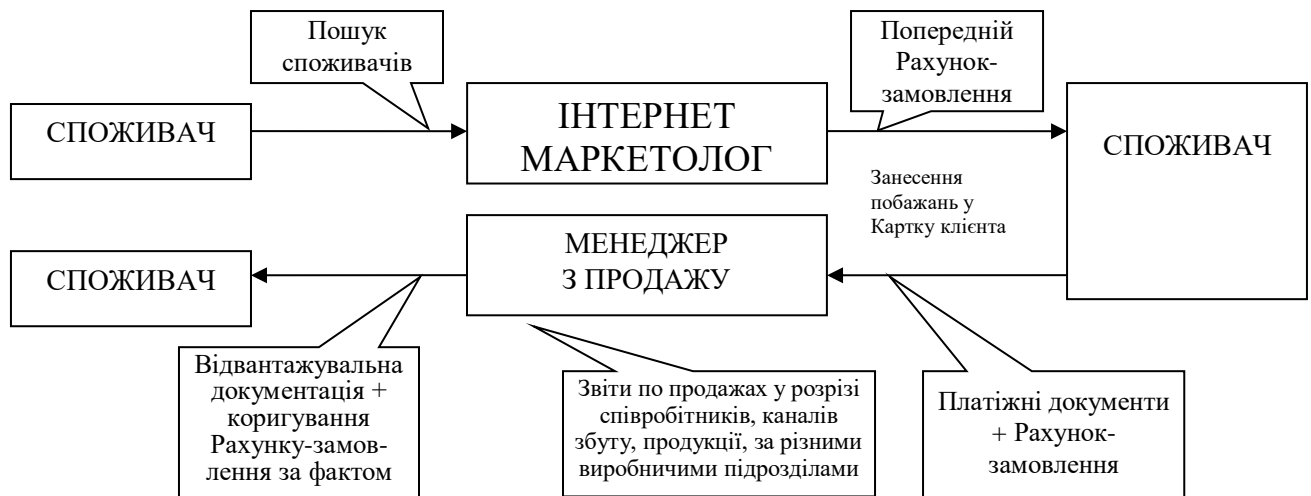 Пошук
споживачів
Попередній
Рахунок-
замовлення
СПОЖИВАЧ
ІНТЕРНЕТ
МАРКЕТОЛОГ
СПОЖИВАЧ
Занесення
побажань у
Картку клієнта
СПОЖИВАЧ
МЕНЕДЖЕР
З ПРОДАЖУ
Відвантажувальна
документація +
коригування
Рахунку-замов-
лення за фактом
Звіти по продажах у розрізі
співробітників, каналів
збуту, продукції, за різними
виробничими підрозділами
Платіжні документи
+ Рахунок-
замовлення